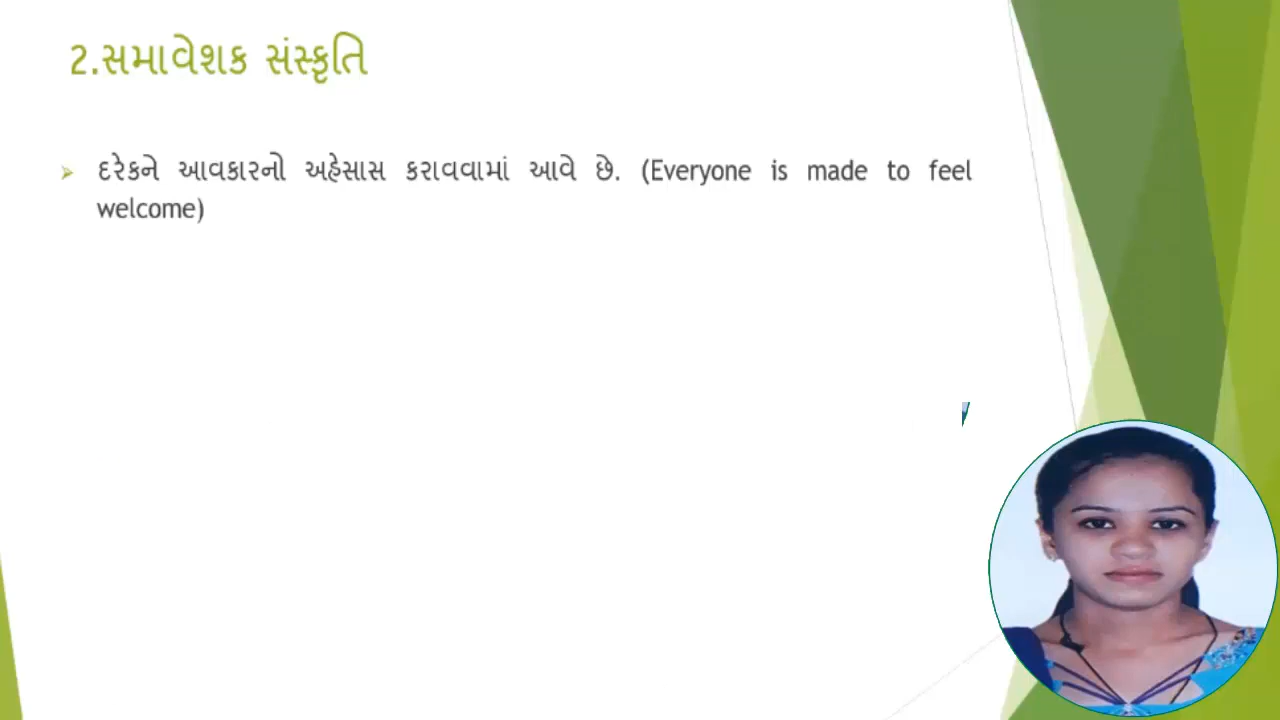 2.સમાવેશક સંસ્કૃતિ
દરેકને આવકારનો અહેસાસ કરાવવામાં આવે છે. (Everyone is made to feel
welcome)